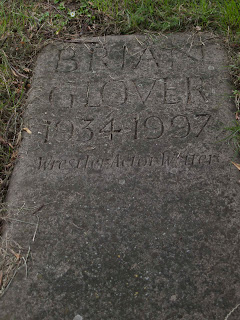 BRIAN
GLOVER
1934-1997
Wrestler Actor Writer